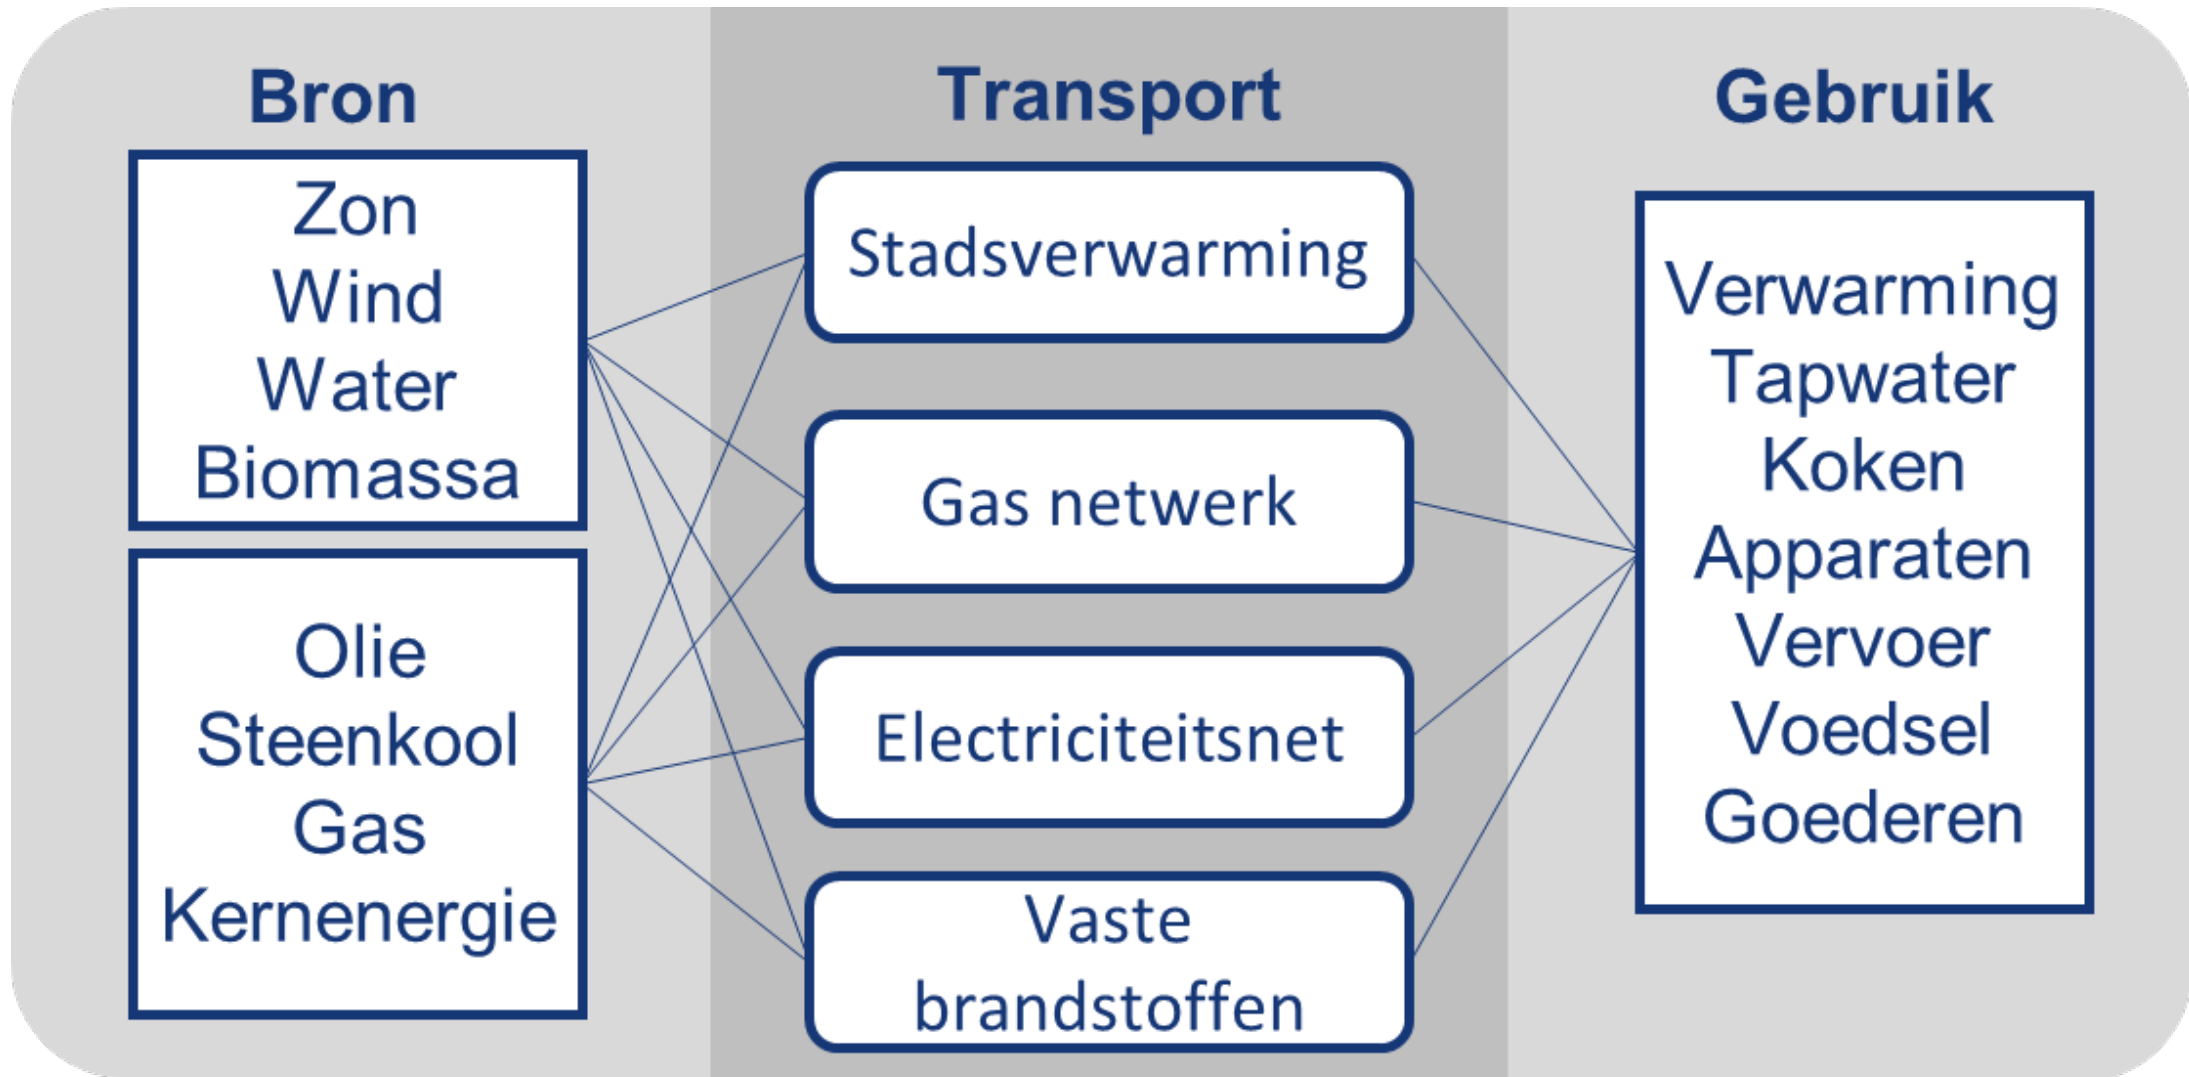 Bron
Zon
Wind
Water
Biomassa
Olie
Steenkool
Gas
Kernenergie
Transport
Stadsverwarming
Gas netwerk
Electriciteitsnet
Vaste
brandstoffen
Gebruik
Verwarming
Tapwater
Koken
Apparaten
Vervoer
Voedsel
Goederen